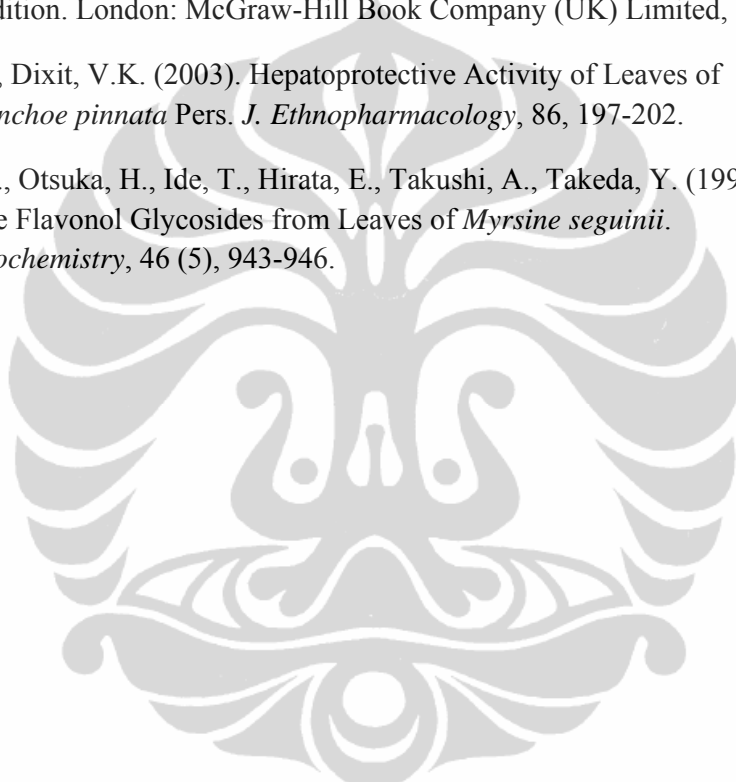 dition. London: McGraw-Hill Book Company (UK) Limited,
, Dixit, V.K. (2003). Hepatoprotective Activity of Leaves of
nchoe pinnata Pers. J. Ethnopharmacology, 86, 197-202.
., Otsuka, H., Ide, T., Hirata, E., Takushi, A., Takeda, Y. (199
e Flavonol Glycosides from Leaves of Myrsine seguinii.
ochemistry, 46 (5), 943-946.